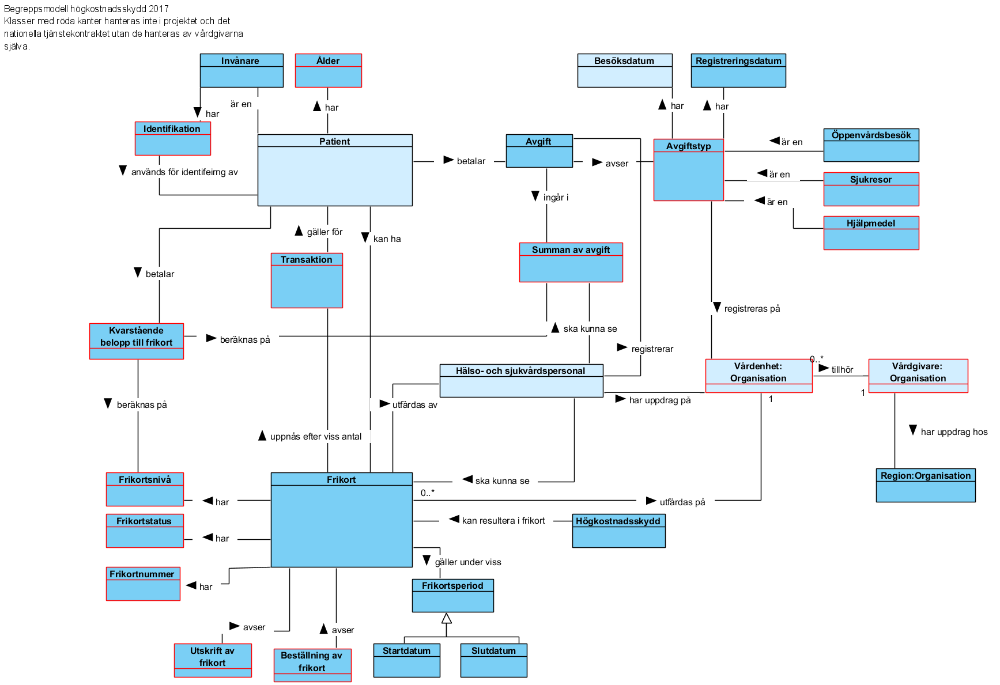 Begreppsmodell högkostnadsskydd 2017
Klasser med röda kanter hanteras inte i projektet och det
nationella tjänstekontraktet utan de hanteras av vårdgivarna
själva.
Invånare
Ålder
Besöksdatum
Registreringsdatum
har
är en
har
har
har
Identifikation
Patient
Avgift
Avgiftstyp
är en
Öppenvårdsbesök
används för identifeirng av
betalar
avser
är en
Sjukresor
ingår i
är en
Hjälpmedel
gäller för
kan ha
Transaktion
Summan av avgift
betalar
registreras på
Kvarstående
belopp till frikort
beräknas på
ska kunna se
registrerar
Hälso- och sjukvårdspersonal
Vårdenhet:
Organisation
0..*
tillhör
1
Vårdgivare:
Organisation
beräknas på
utfärdas av
har uppdrag på
1
har uppdrag hos
uppnås efter viss antal
Frikortsnivå
Frikort
ska kunna se
Region:Organisation
0..*
har
utfärdas på
Frikortstatus
har
kan resultera i frikort
Högkostnadsskydd
Frikortnummer
har
gäller under viss
Frikortsperiod
avser
avser
Utskrift av
frikort
Beställning av
frikort
Startdatum
Slutdatum